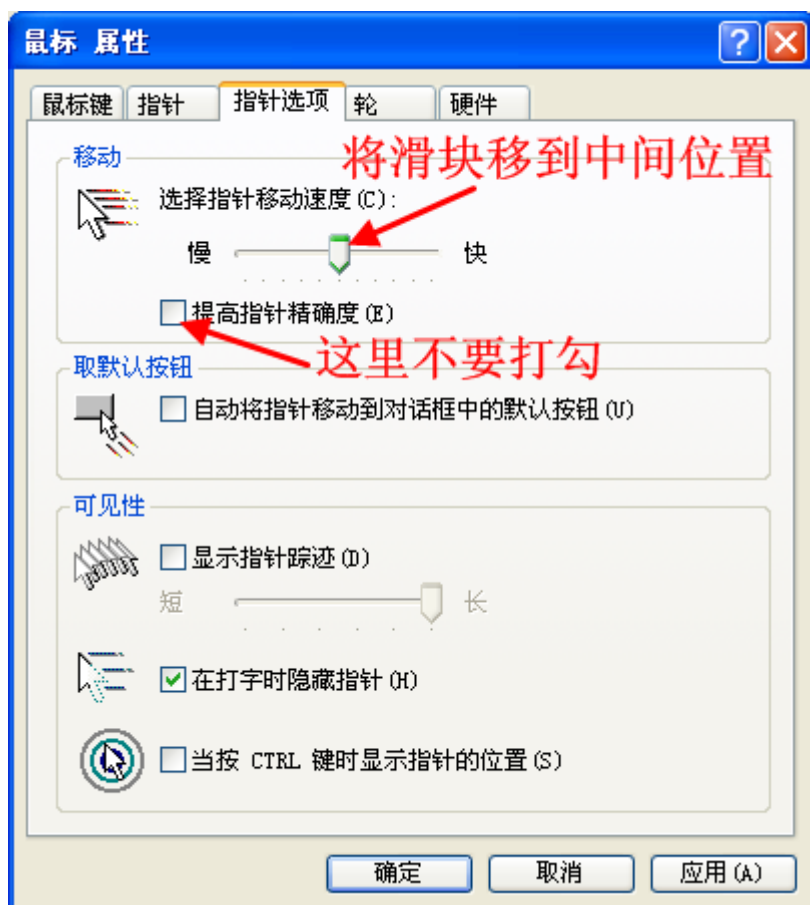 鼠标 属性
鼠标键 指针 指针选项 轮 硬件
移动
将滑块移到中间位置
选择指针移动速度(C):
慢 快
提高指针精确度(E)
这里不要打勾
取默认按钮
自动将指针移动到对话框中的默认按钮(U)
可见性
显示指针踪迹(D)
短 长
在打字时隐藏指针(H)
当按 CTRL 键时显示指针的位置(S)
确定 取消 应用(A)